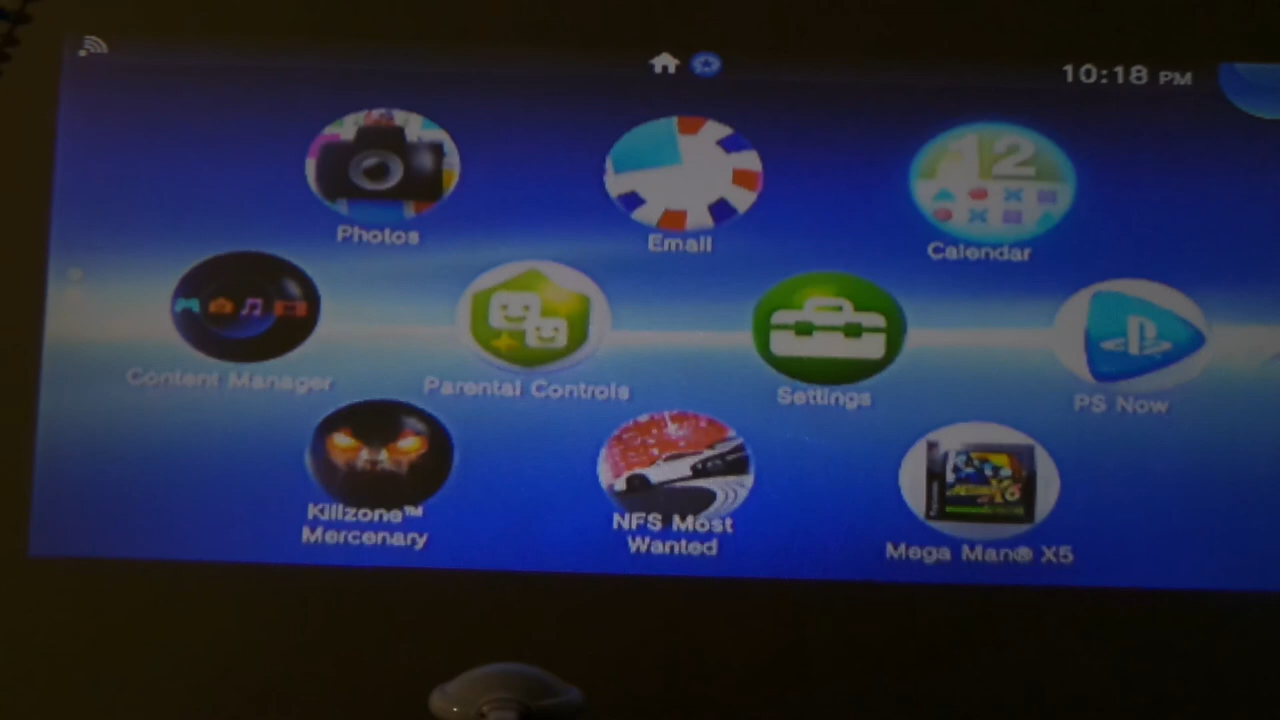 10:18 PM
Photos
Email
12
Calendar
Content Manager
Parental Controls
Settings
PS Now
Killzone™
Mercenary
NFS Most
Wanted
Mega Man® X5